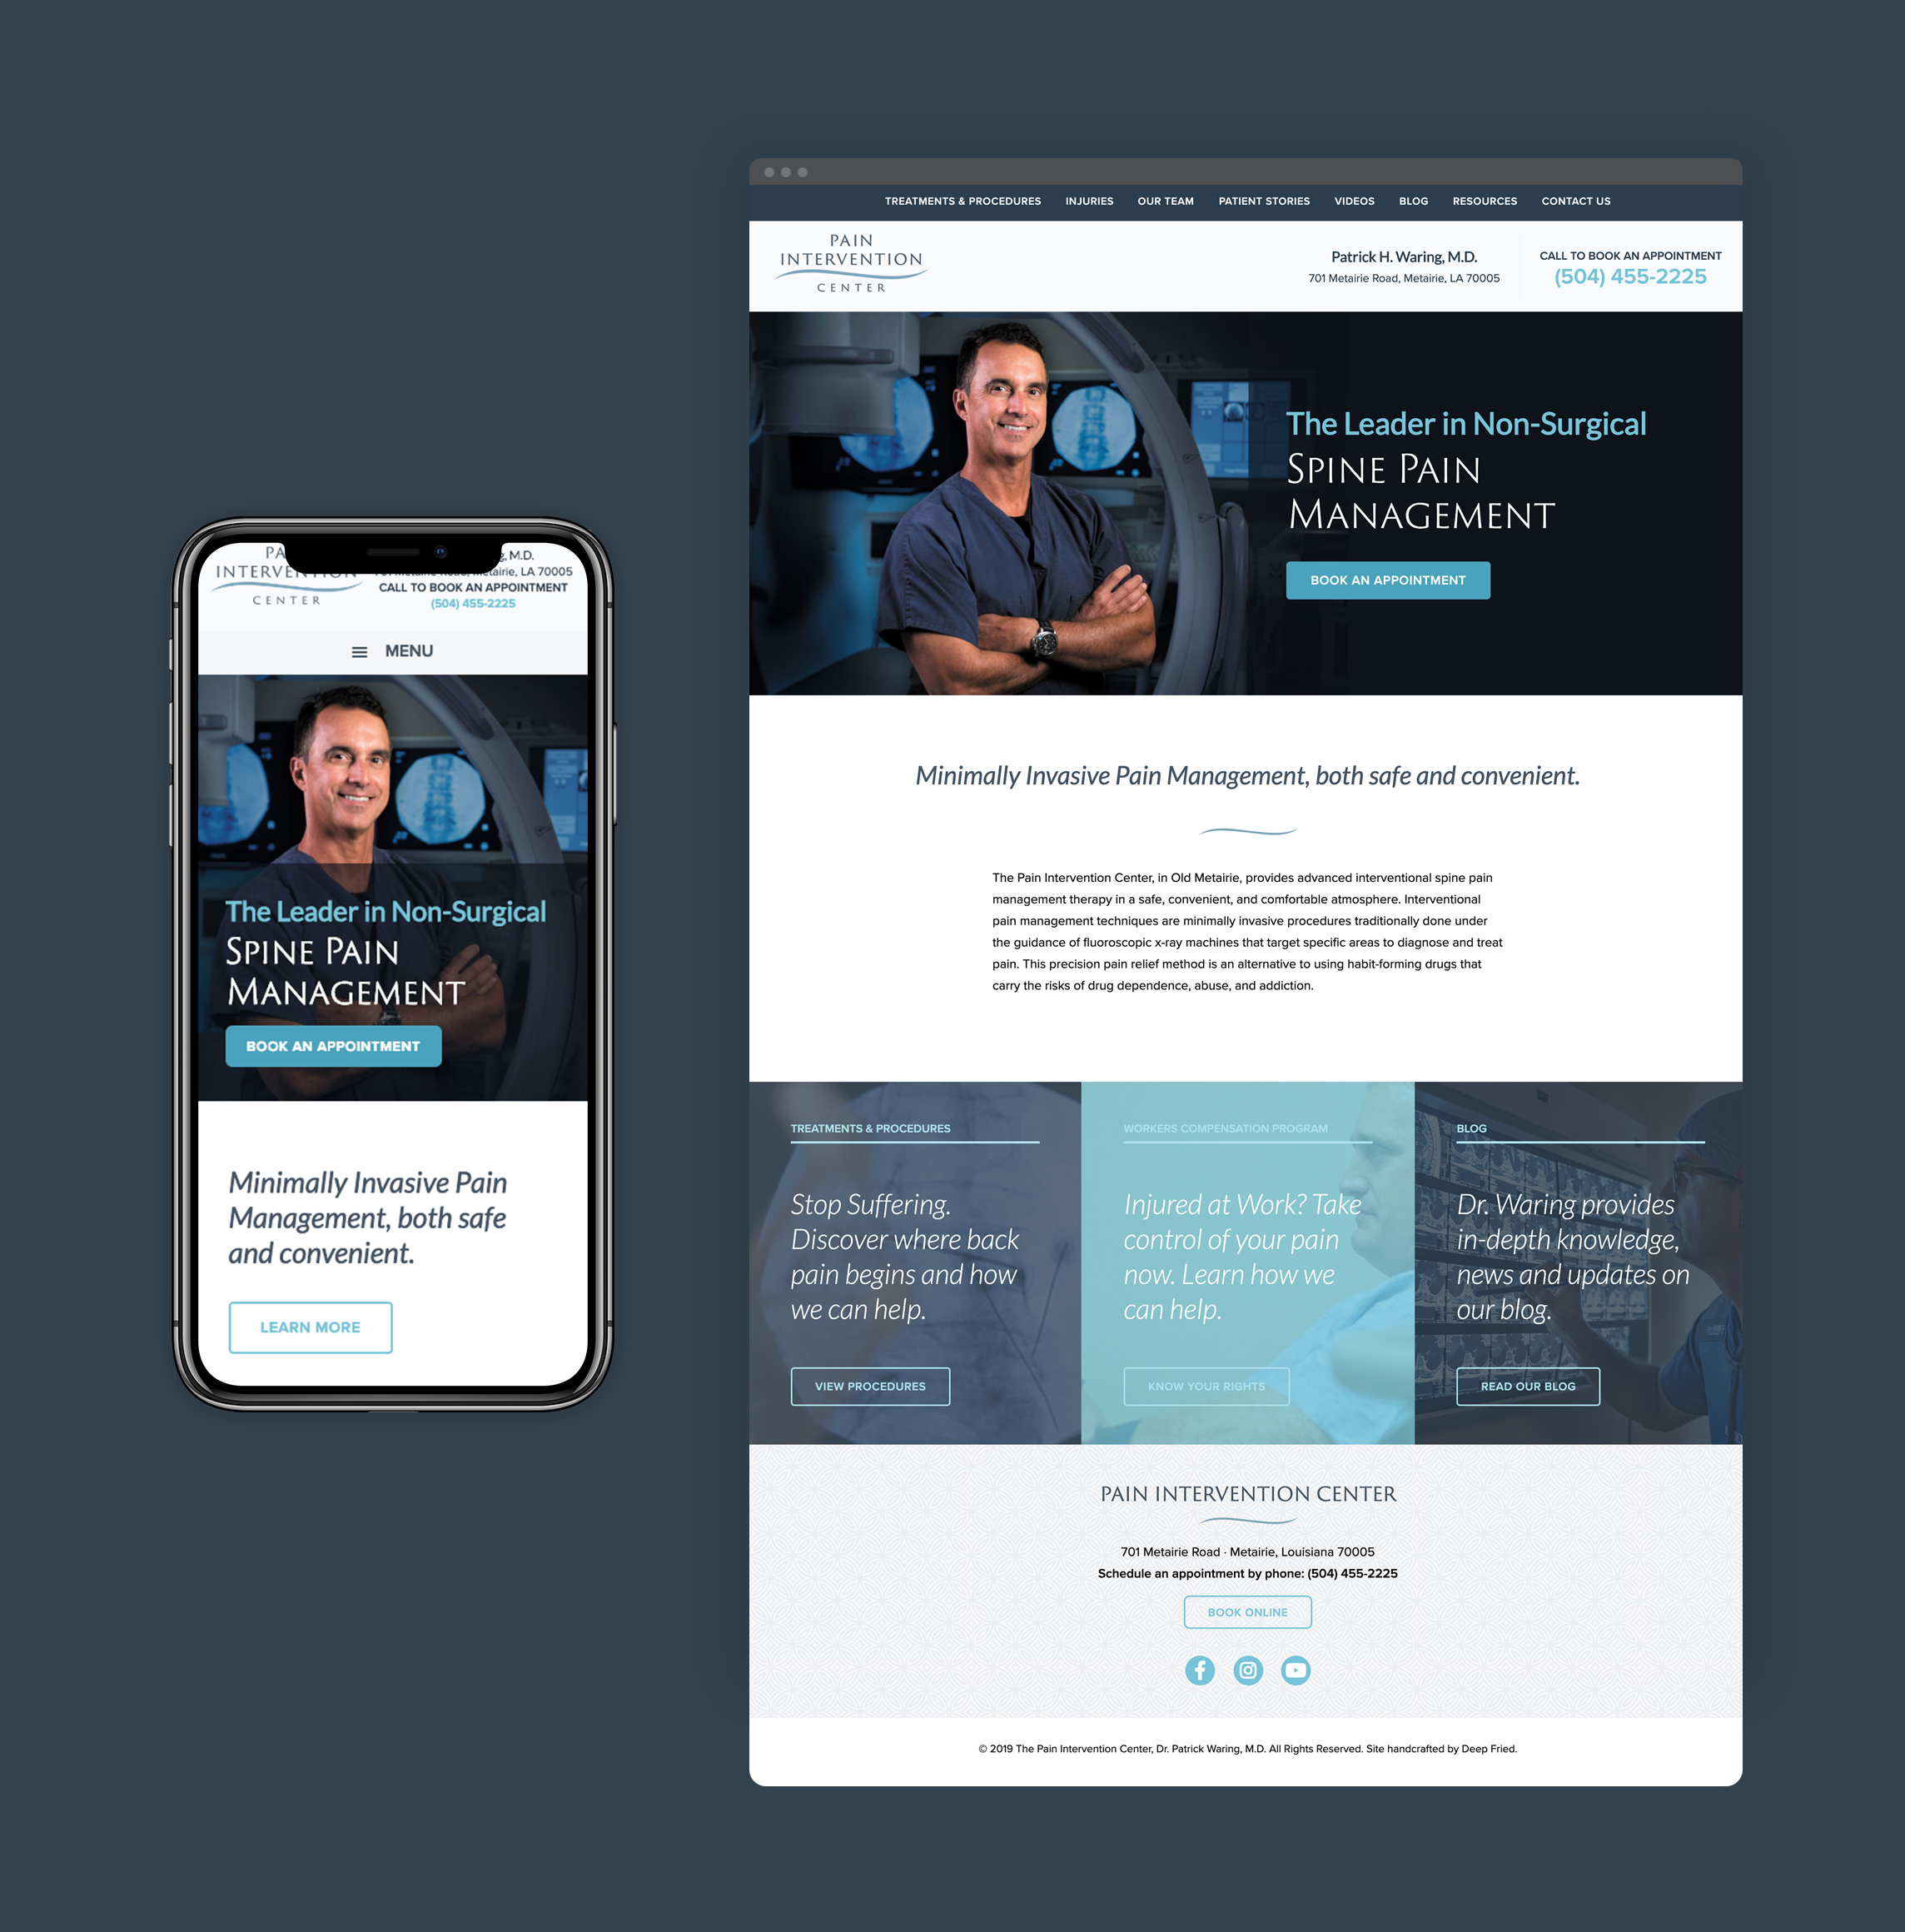 PA
INTERVENTION
CENTER
, M.D.
Road, Metairie, LA 70005
CALL TO BOOK AN APPOINTMENT
(504) 455-2225
MENU
The Leader in Non-Surgical
SPINE PAIN
MANAGEMENT
BOOK AN APPOINTMENT
Minimally Invasive Pain
Management, both safe
and convenient.
LEARN MORE
TREATMENTS & PROCEDURES INJURIES OUR TEAM PATIENT STORIES VIDEOS BLOG RESOURCES CONTACT US
PAIN
INTERVENTION
CENTER
Patrick H. Waring, M.D.
701 Metairie Road, Metairie, LA 70005
CALL TO BOOK AN APPOINTMENT
(504) 455-2225
The Leader in Non-Surgical
SPINE PAIN
MANAGEMENT
BOOK AN APPOINTMENT
Minimally Invasive Pain Management, both safe and convenient.
The Pain Intervention Center, in Old Metairie, provides advanced interventional spine pain
management therapy in a safe, convenient, and comfortable atmosphere. Interventional
pain management techniques are minimally invasive procedures traditionally done under
the guidance of fluoroscopic x-ray machines that target specific areas to diagnose and treat
pain. This precision pain relief method is an alternative to using habit-forming drugs that
carry the risks of drug dependence, abuse, and addiction.
TREATMENTS & PROCEDURES
Stop Suffering.
Discover where back
pain begins and how
we can help.
VIEW PROCEDURES
WORKERS COMPENSATION PROGRAM
Injured at Work? Take
control of your pain
now. Learn how we
can help.
KNOW YOUR RIGHTS
BLOG
Dr. Waring provides
in-depth knowledge,
news and updates on
our blog.
READ OUR BLOG
PAIN INTERVENTION CENTER
701 Metairie Road · Metairie, Louisiana 70005
Schedule an appointment by phone: (504) 455-2225
BOOK ONLINE
© 2019 The Pain Intervention Center, Dr. Patrick Waring, M.D. All Rights Reserved. Site handcrafted by Deep Fried.